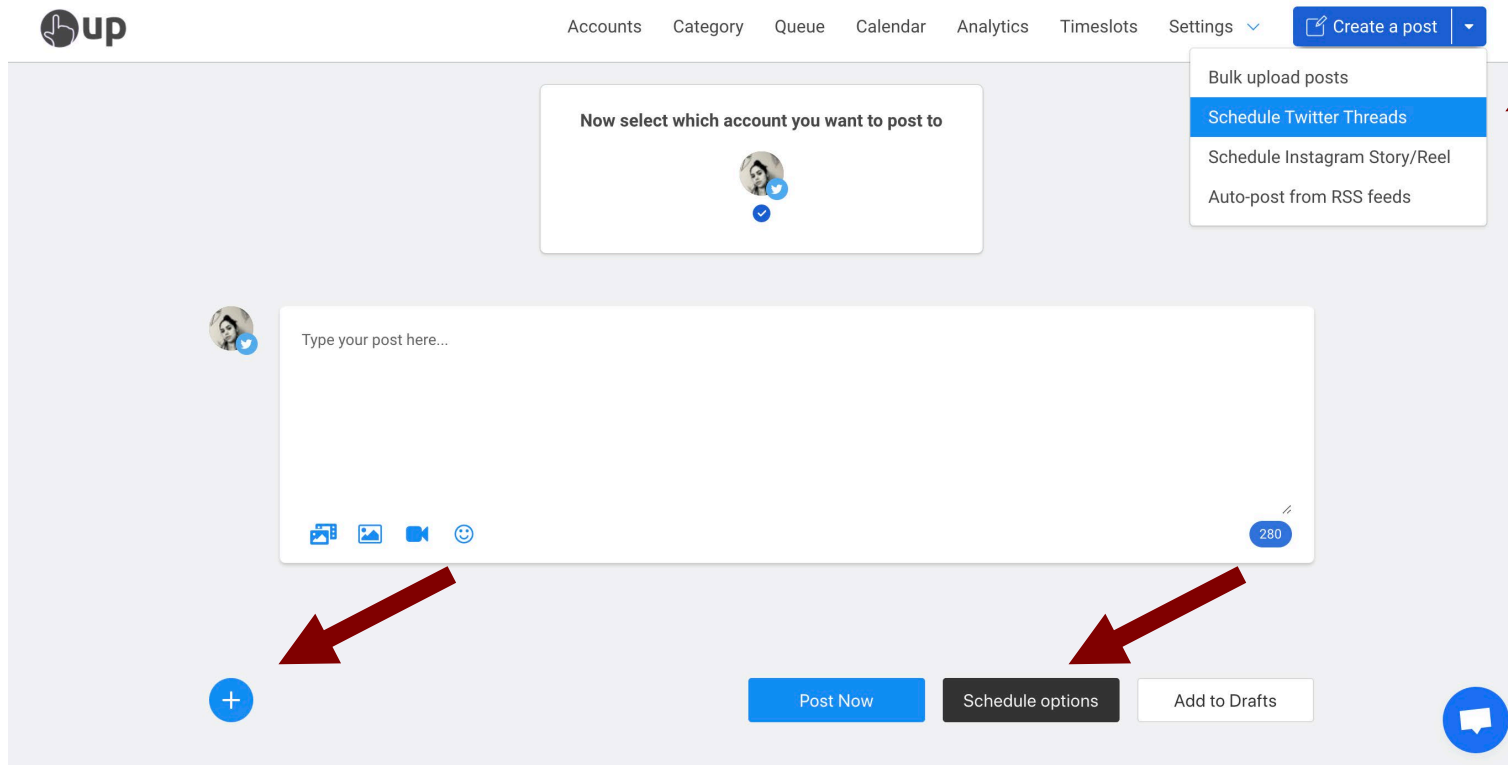 up
Accounts Category Queue Calendar Analytics Timeslots Settings Create a post
Bulk upload posts
Schedule Twitter Threads
Schedule Instagram Story/Reel
Auto-post from RSS feeds
Now select which account you want to post to
Type your post here...
280
Post Now Schedule options Add to Drafts